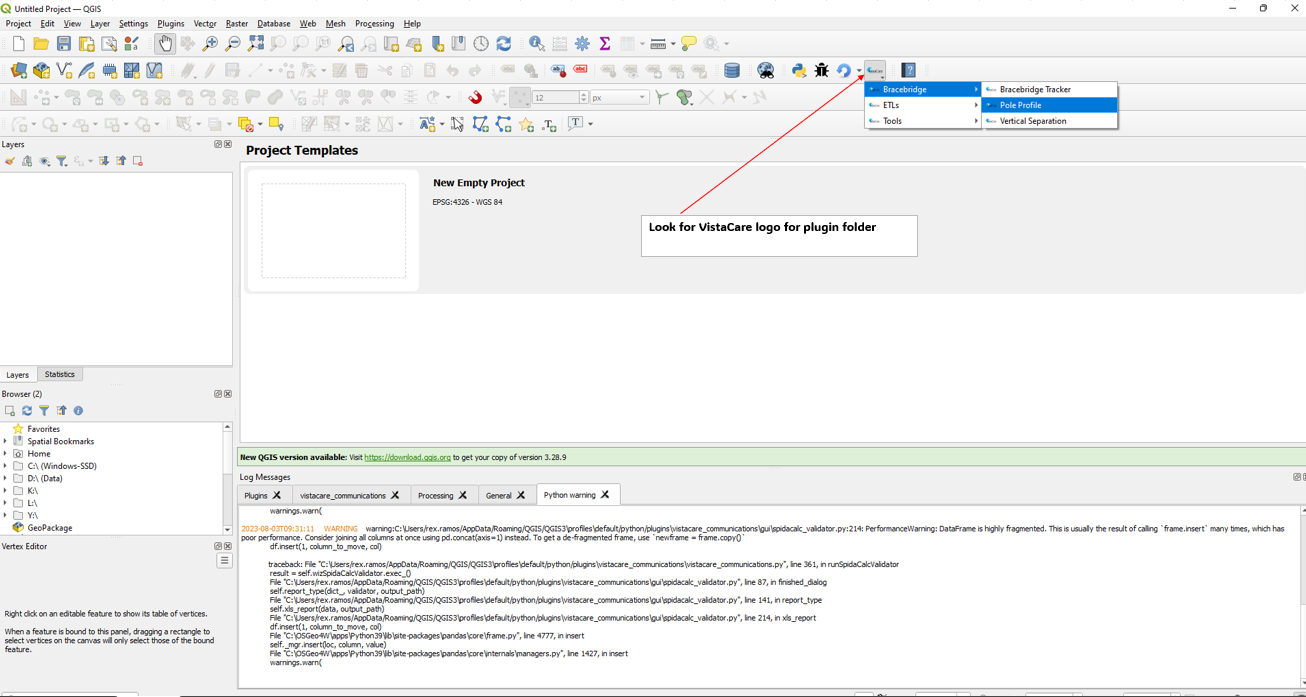 Untitled Project — QGIS
Project Edit View Layer Settings Plugins Vector Raster Database Web Mesh Processing Help
12 px
Bracebridge
ETLs
Tools
Bracebridge Tracker
Pole Profile
Vertical Separation
Layers
Project Templates
New Empty Project
EPSG:4326 - WGS 84
Look for VistaCare logo for plugin folder
Layers Statistics
Browser (2)
Favorites
Spatial Bookmarks
Home
C:\ (Windows-SSD)
D:\ (Data)
K:\
L:\
Y:\
GeoPackage
Vertex Editor
Right click on an editable feature to show its table of vertices.
When a feature is bound to this panel, dragging a rectangle to
select vertices on the canvas will only select those of the bound
feature.
New QGIS version available: Visit https://download.qgis.org to get your copy of version 3.28.9
Log Messages
Plugins vistacare_communications Processing General Python warning
warnings.warn(
2023-08-03T09:31:11 WARNING warning:C:\Users/rex.ramos/AppData/Roaming/QGIS/QGIS3\profiles\default/python/plugins\vistacare_communications\gui\spidacalc_validator.py:214: PerformanceWarning: DataFrame is highly fragmented. This is usually the result of calling `frame.insert` many times, which has
poor performance. Consider joining all columns at once using pd.concat(axis=1) instead. To get a de-fragmented frame, use `newframe = frame.copy()`
df.insert(1, column_to_move, col)
traceback: File "C:\Users/rex.ramos/AppData/Roaming/QGIS/QGIS3\profiles\default/python/plugins\vistacare_communications\vistacare_communications.py", line 361, in runSpidaCalcValidator
result = self.wizSpidaCalcValidator.exec_()
File "C:\Users/rex.ramos/AppData/Roaming/QGIS/QGIS3\profiles\default/python/plugins\vistacare_communications\gui\spidacalc_validator.py", line 87, in finished_dialog
self.report_type(dict_, validator, output_path)
File "C:\Users/rex.ramos/AppData/Roaming/QGIS/QGIS3\profiles\default/python/plugins\vistacare_communications\gui\spidacalc_validator.py", line 141, in report_type
self.xls_report(data, output_path)
File "C:\Users/rex.ramos/AppData/Roaming/QGIS/QGIS3\profiles\default/python/plugins\vistacare_communications\gui\spidacalc_validator.py", line 214, in xls_report
df.insert(1, column_to_move, col)
File "C:\OSGeo4W\apps\Python39\lib\site-packages\pandas\core\frame.py", line 4777, in insert
self._mgr.insert(loc, column, value)
File "C:\OSGeo4W\apps\Python39\lib\site-packages\pandas\core\internals\managers.py", line 1427, in insert
warnings.warn(